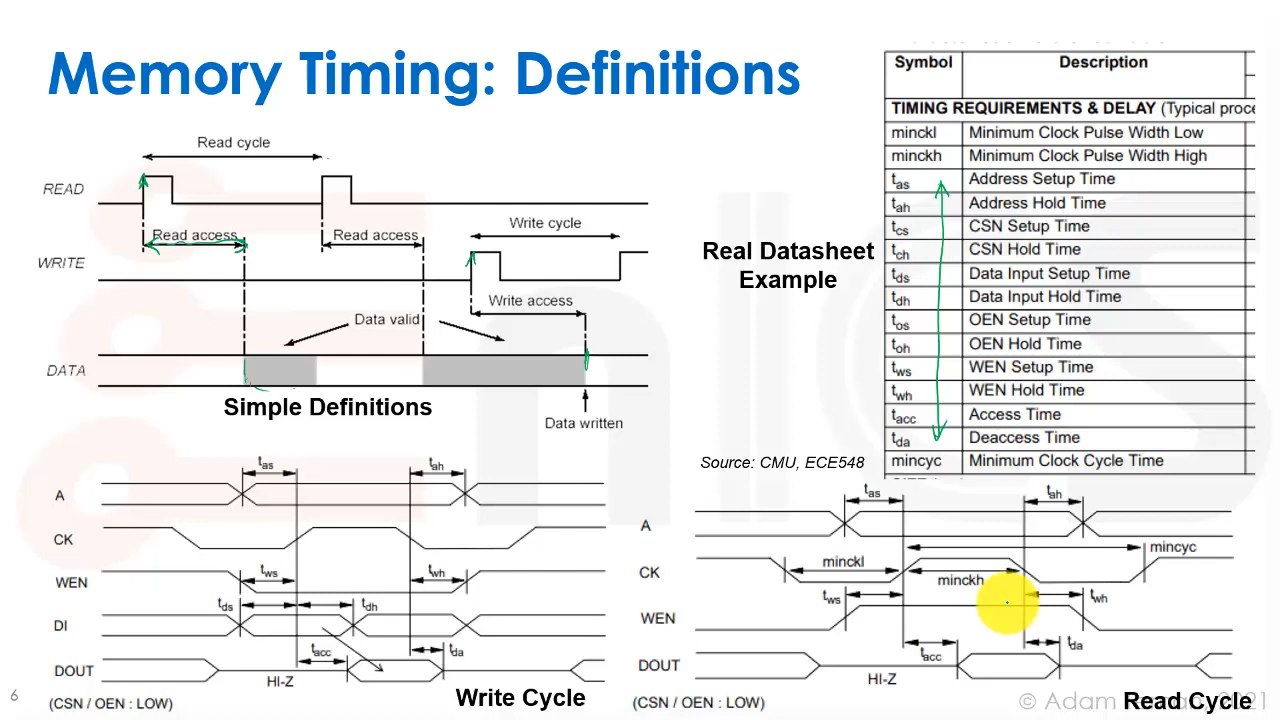 Memory Timing: Definitions
Read cycle
READ
Read access
Read access
Write cycle
WRITE
Write access
Data valid
DATA
Simple Definitions
Data written
Real Datasheet
Example
Symbol Description
TIMING REQUIREMENTS & DELAY (Typical proce
minckl Minimum Clock Pulse Width Low
minckh Minimum Clock Pulse Width High
tas Address Setup Time
tah Address Hold Time
tcs CSN Setup Time
tch CSN Hold Time
tds Data Input Setup Time
tdh Data Input Hold Time
tos OEN Setup Time
toh OEN Hold Time
tws WEN Setup Time
twh WEN Hold Time
tacc Access Time
tda Deaccess Time
mincyc Minimum Clock Cycle Time
Source: CMU, ECE548
tas tah
A
CK
tws twh
WEN
tds tdh
DI
tacc tda
DOUT
HI-Z
(CSN / OEN : LOW)
Write Cycle
tas tah
A
mincyc
minckl
CK
minckh
tws twh
WEN
tacc tda
DOUT
HI-Z
(CSN / OEN : LOW)
Read Cycle
6